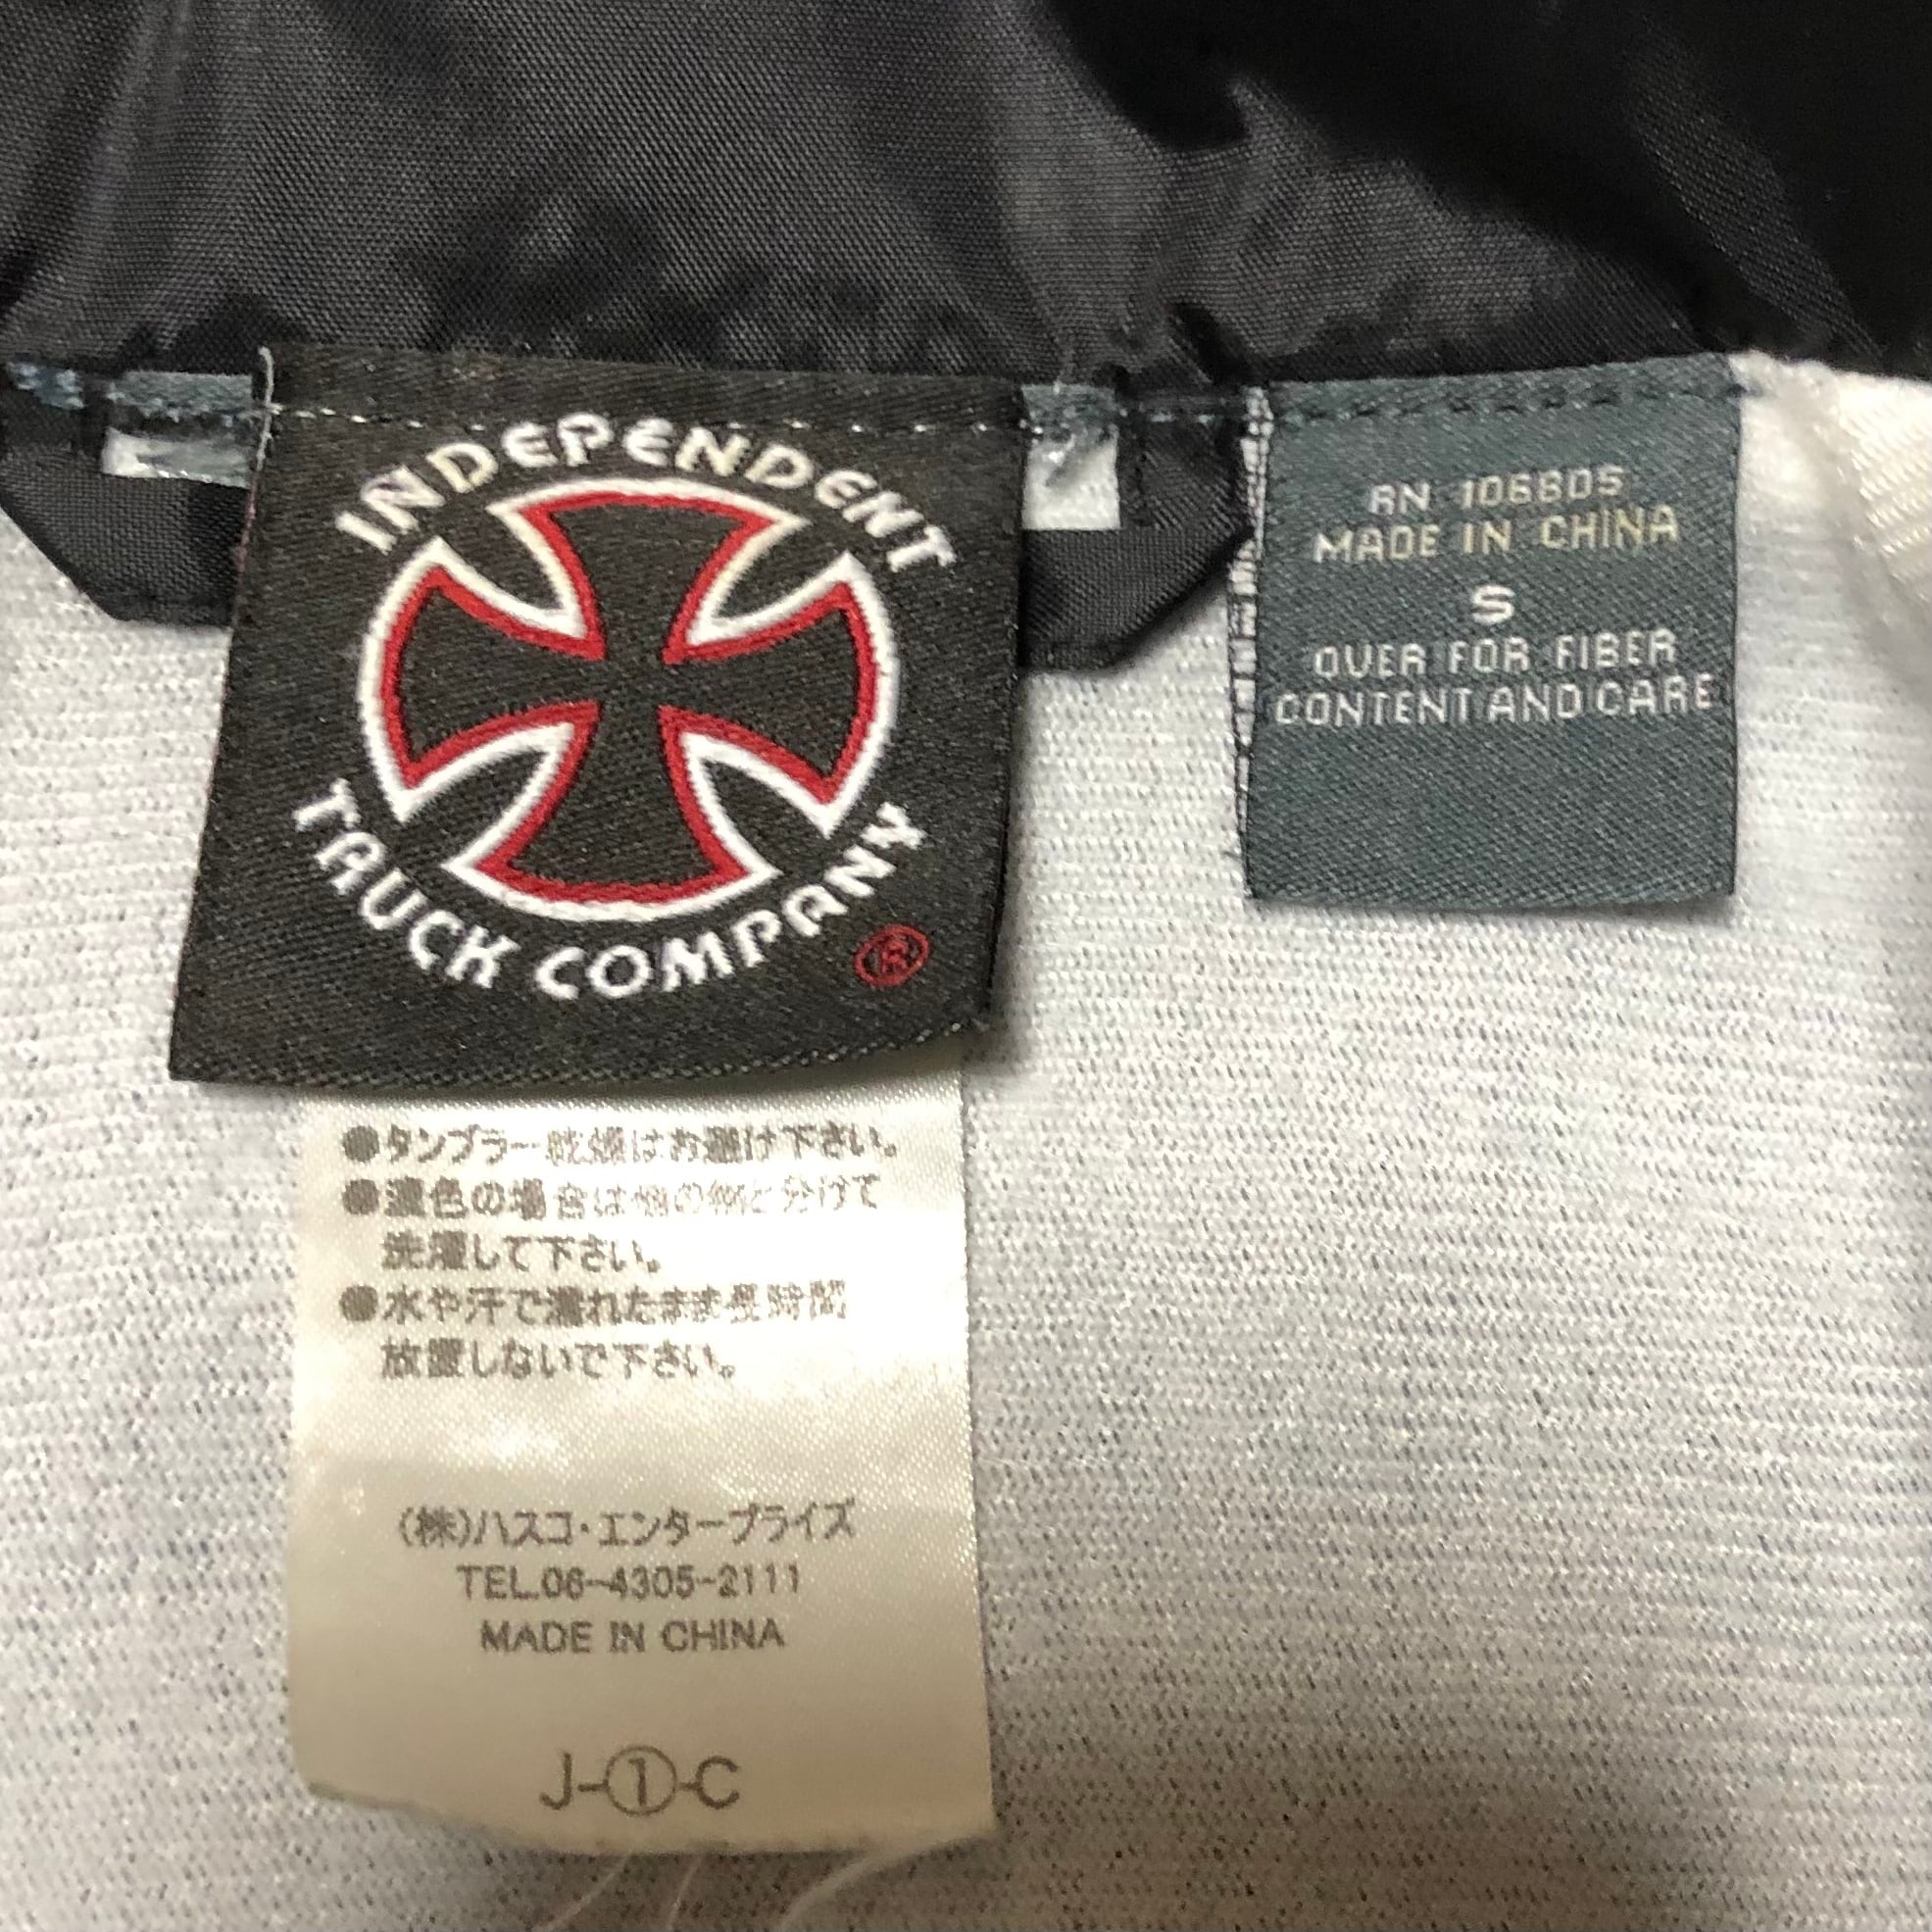 INDEPENDENT
TRUCK COMPANY
®
RN 106805
MADE IN CHINA
S
OVER FOR FIBER
CONTENT AND CARE
●タンブラー乾燥はお避け下さい。
●濃色の場合は他の物と分けて
洗濯して下さい。
●水や汗で濡れたまま長時間
放置しないで下さい。
(株)ハスコ・エンタープライズ
TEL.06-4305-2111
MADE IN CHINA
J-①-C